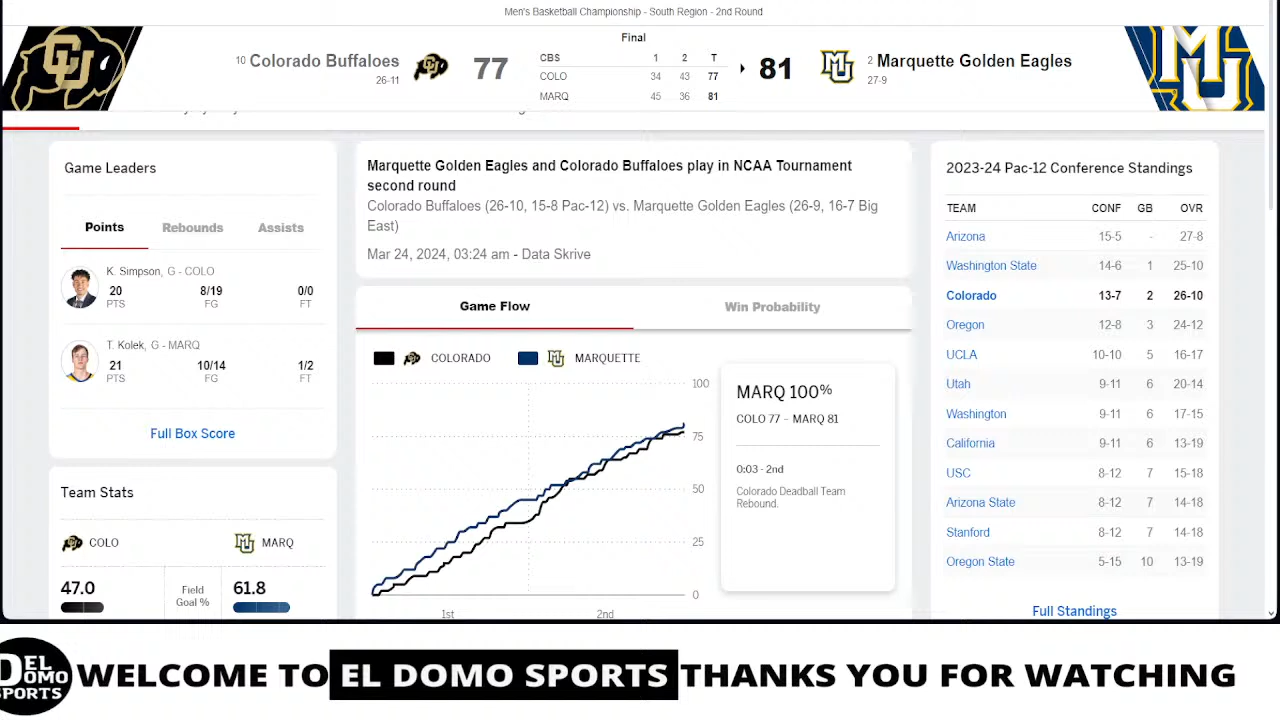 Men's Basketball Championship - South Region - 2nd Round
10 Colorado Buffaloes
26-11
77
Final
CBS 1 2 T
COLO 34 43 77
MARQ 45 36 81
81
2 Marquette Golden Eagles
27-9
Game Leaders
Points Rebounds Assists
K. Simpson, G - COLO
20 8/19 0/0
PTS FG FT
T. Kolek, G - MARQ
21 10/14 1/2
PTS FG FT
Full Box Score
Team Stats
COLO MARQ
47.0 Field Goal % 61.8
Marquette Golden Eagles and Colorado Buffaloes play in NCAA Tournament
second round
Colorado Buffaloes (26-10, 15-8 Pac-12) vs. Marquette Golden Eagles (26-9, 16-7 Big
East)
Mar 24, 2024, 03:24 am - Data Skrive
Game Flow Win Probability
COLORADO MARQUETTE
100
75
50
25
0
1st 2nd
MARQ 100%
COLO 77 - MARQ 81
0:03 - 2nd
Colorado Deadball Team
Rebound.
2023-24 Pac-12 Conference Standings
TEAM CONF GB OVR
Arizona 15-5 - 27-8
Washington State 14-6 1 25-10
Colorado 13-7 2 26-10
Oregon 12-8 3 24-12
UCLA 10-10 5 16-17
Utah 9-11 6 20-14
Washington 9-11 6 17-15
California 9-11 6 13-19
USC 8-12 7 15-18
Arizona State 8-12 7 14-18
Stanford 8-12 7 14-18
Oregon State 5-15 10 13-19
Full Standings
DEL
DOMO
SPORTS
WELCOME TO EL DOMO SPORTS THANKS YOU FOR WATCHING